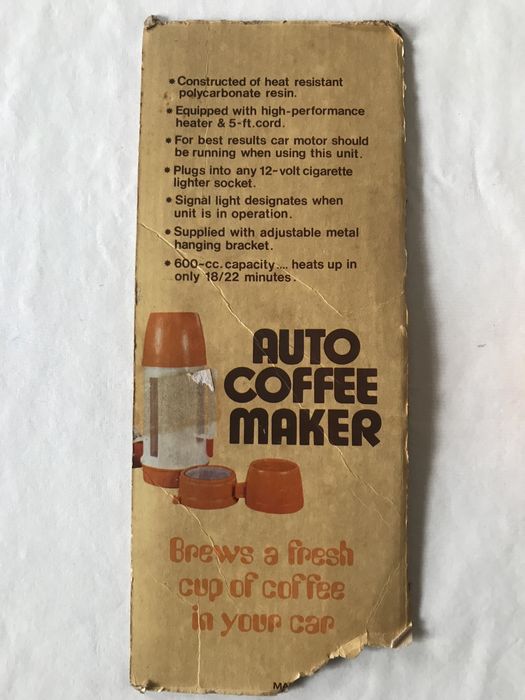 * Constructed of heat resistant
polycarbonate resin.
* Equipped with high-performance
heater & 5-ft.cord.
* For best results car motor should
be running when using this unit.
* Plugs into any 12-volt cigarette
lighter socket.
* Signal light designates when
unit is in operation.
* Supplied with adjustable metal
hanging bracket.
* 600-cc. capacity.... heats up in
only 18/22 minutes.
AUTO
COFFEE
MAKER
Brews a fresh
cup of coffee
in your car